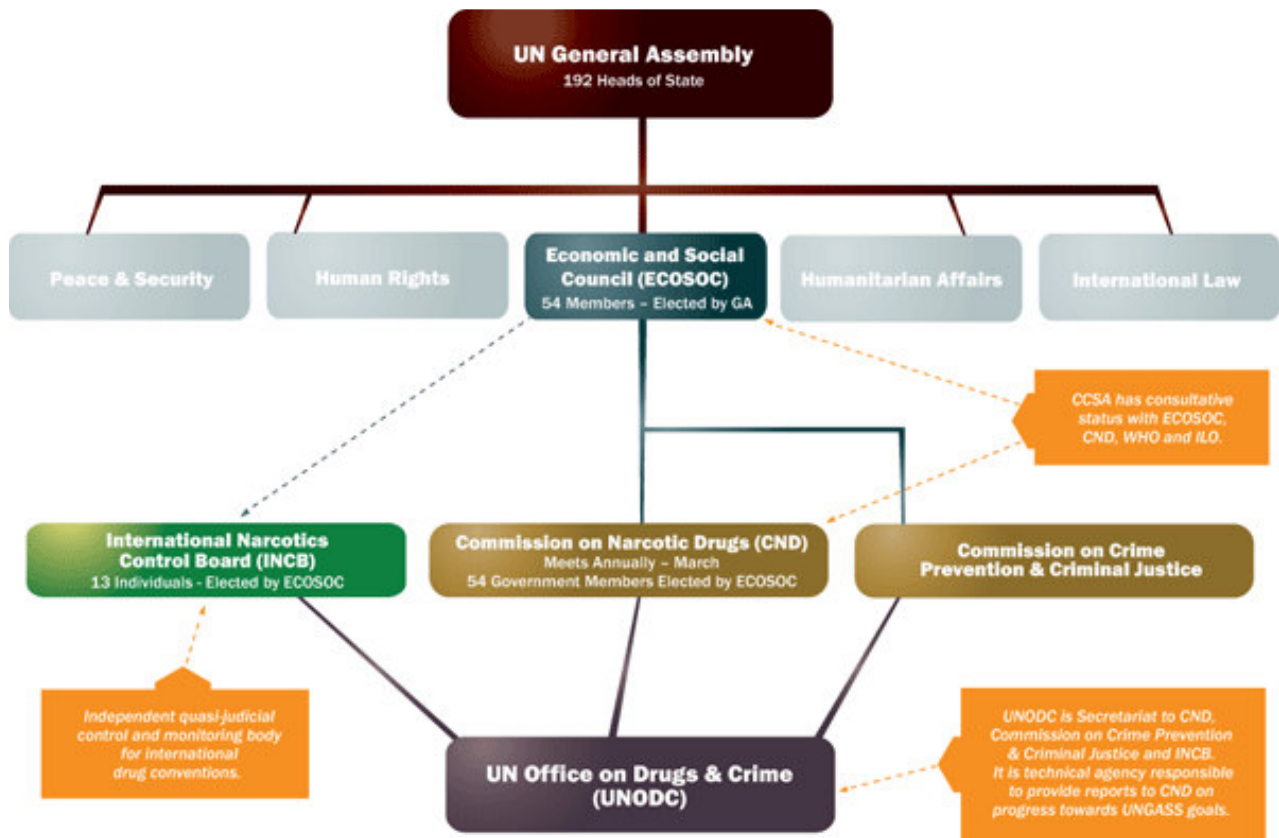 UN General Assembly
192 Heads of State
Peace & Security
Human Rights
Economic and Social
Council (ECOSOC)
54 Members – Elected by GA
Humanitarian Affairs
International Law
CCSA has consultative
status with ECOSOC,
CND, WHO and ILO.
International Narcotics
Control Board (INCB)
13 Individuals - Elected by ECOSOC
Commission on Narcotic Drugs (CND)
Meets Annually – March
54 Government Members Elected by ECOSOC
Commission on Crime
Prevention & Criminal Justice
Independent quasi-judicial
control and monitoring body
for international
drug conventions.
UN Office on Drugs & Crime
(UNODC)
UNODC is Secretariat to CND,
Commission on Crime Prevention
& Criminal Justice and INCB.
It is technical agency responsible
to provide reports to CND on
progress towards UNGASS goals.